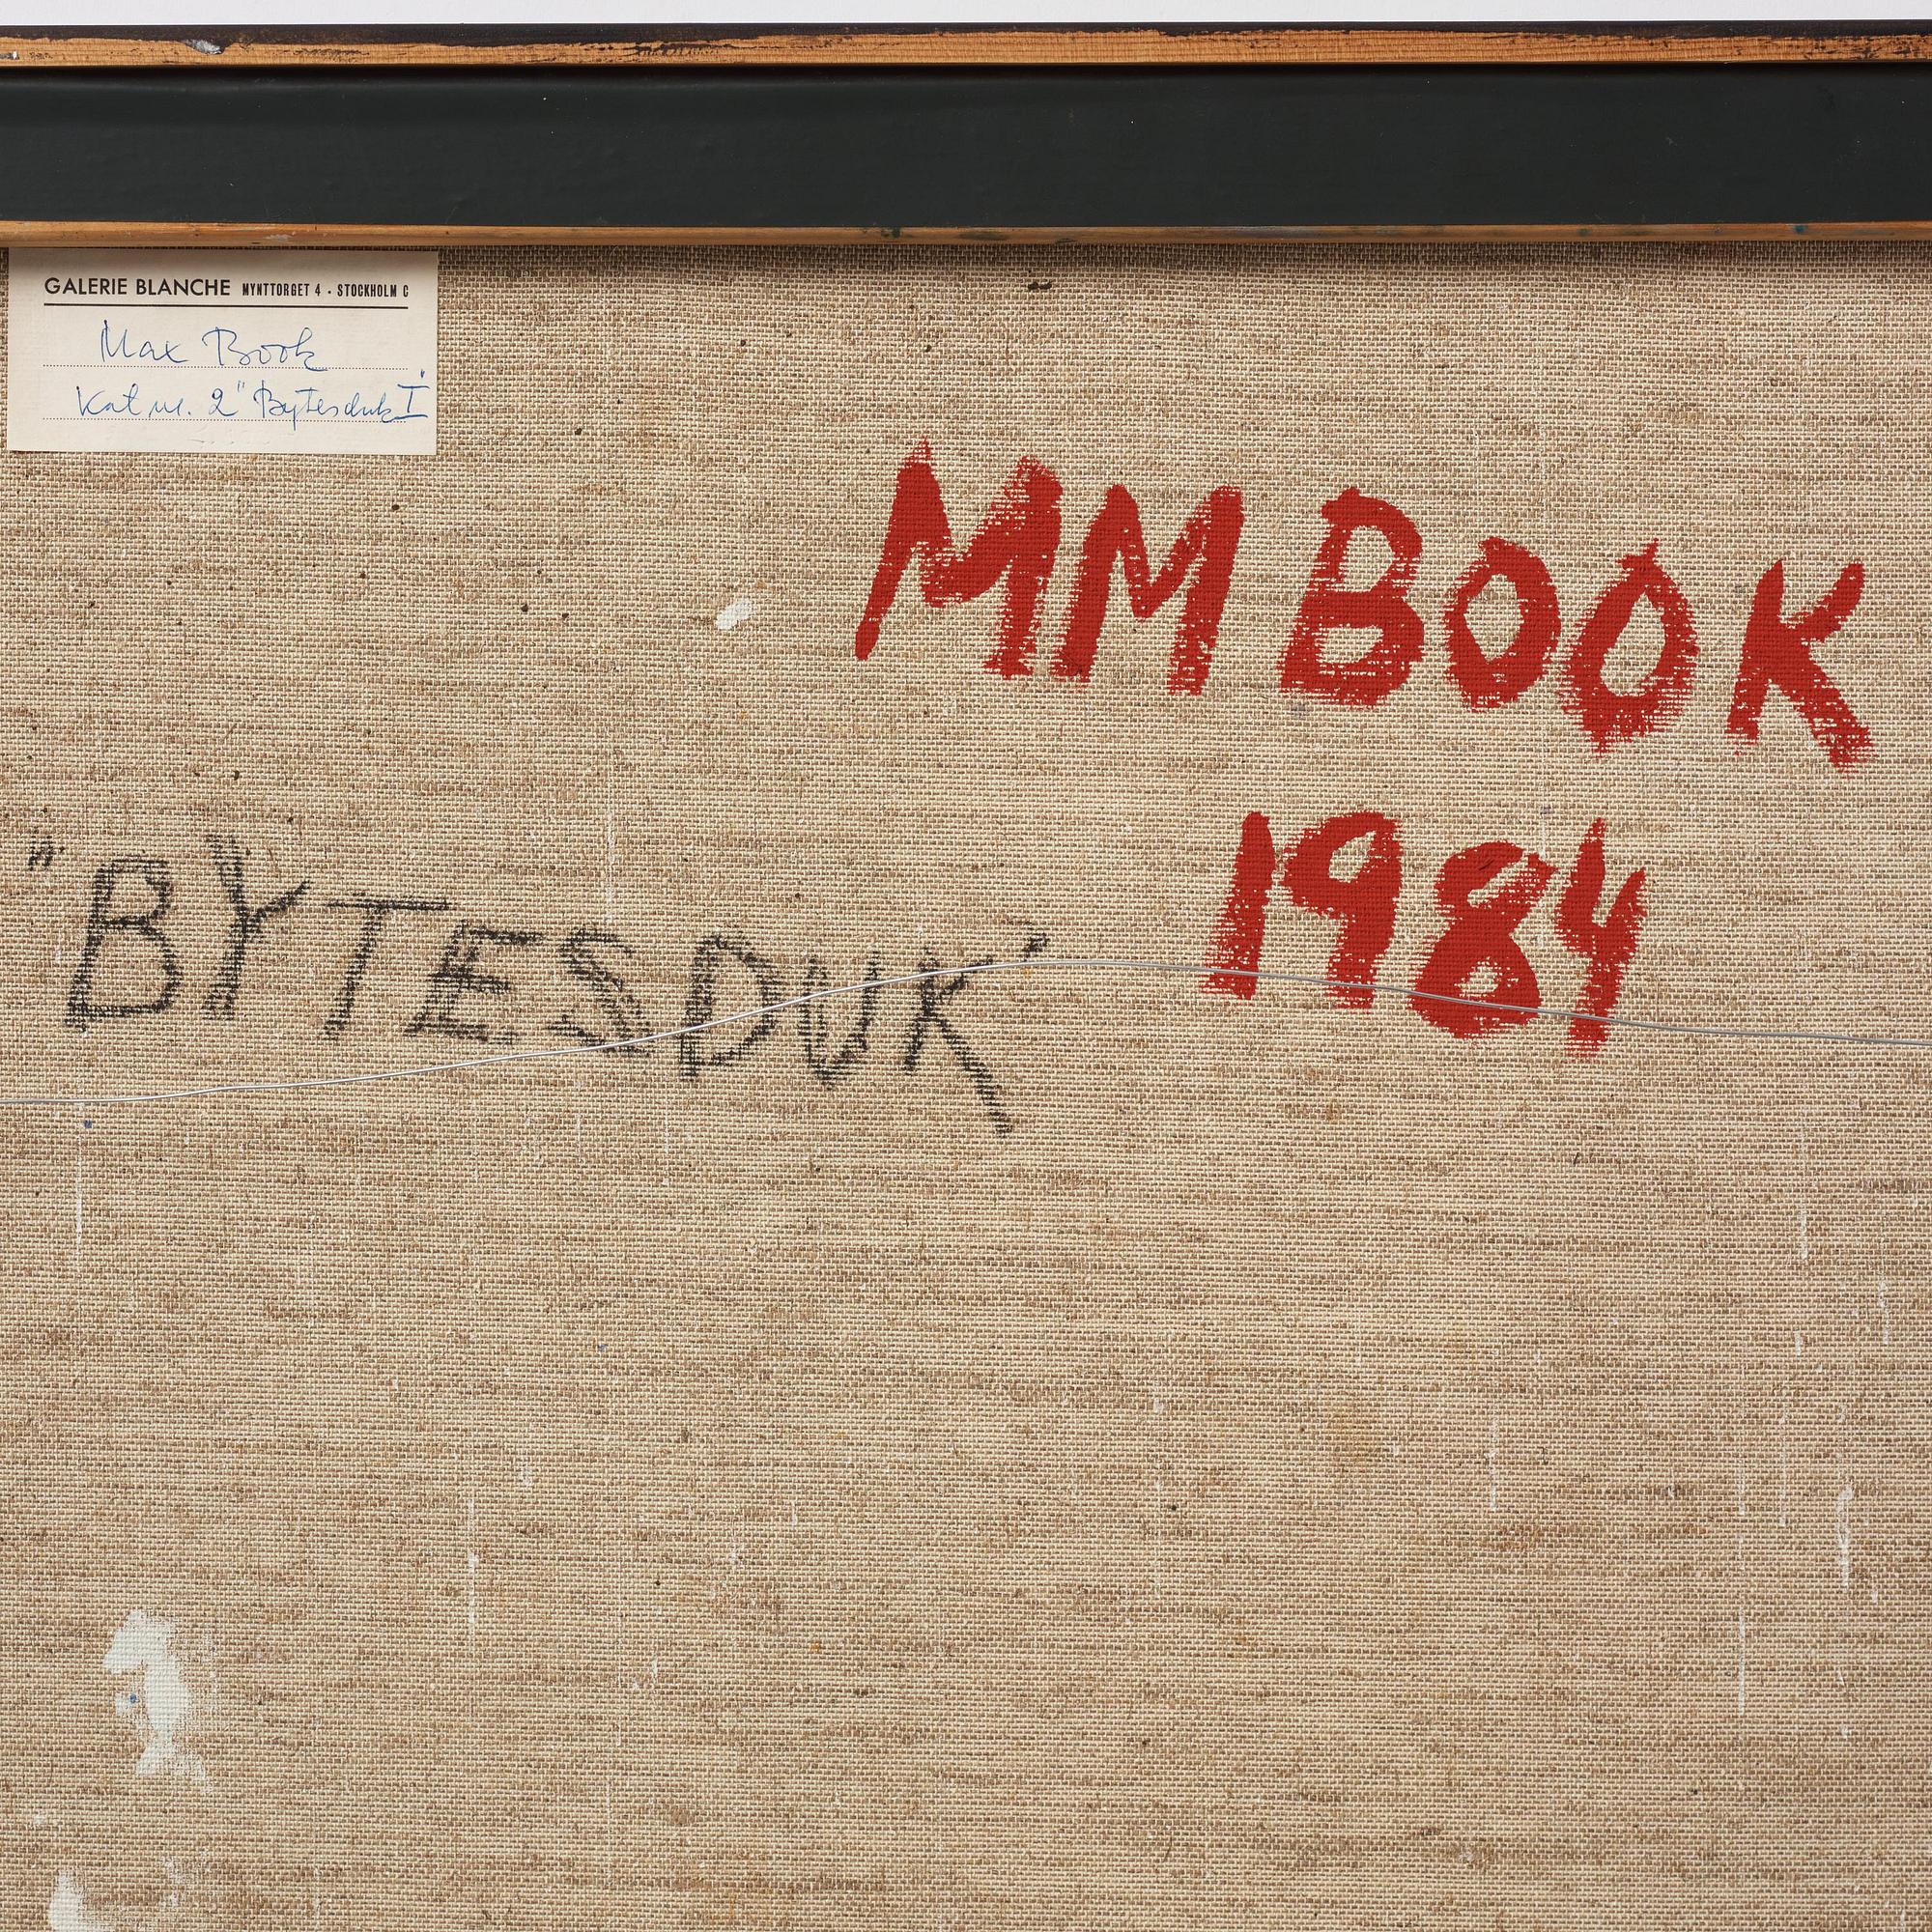 GALERIE BLANCHE MYNTTORGET 4 - STOCKHOLM C
Max Book
Kat nr. 2 "Bytesduk I"
MM BOOK
1984
"BYTESDUK"